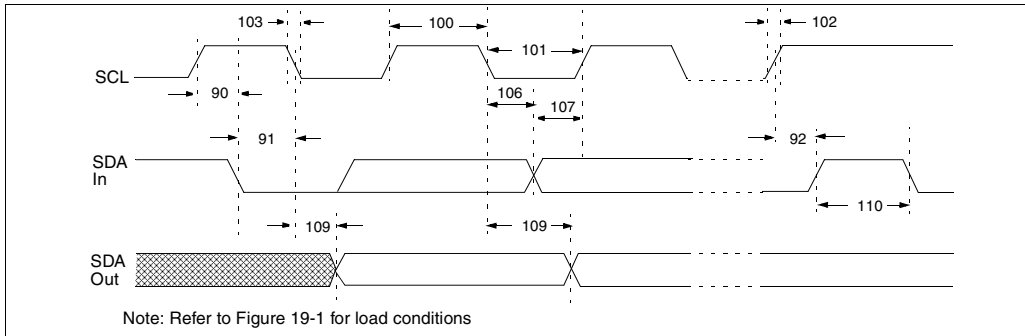 103
100
102
101
SCL
90
106
107
91
92
SDA
In
110
109
109
SDA
Out
Note: Refer to Figure 19-1 for load conditions